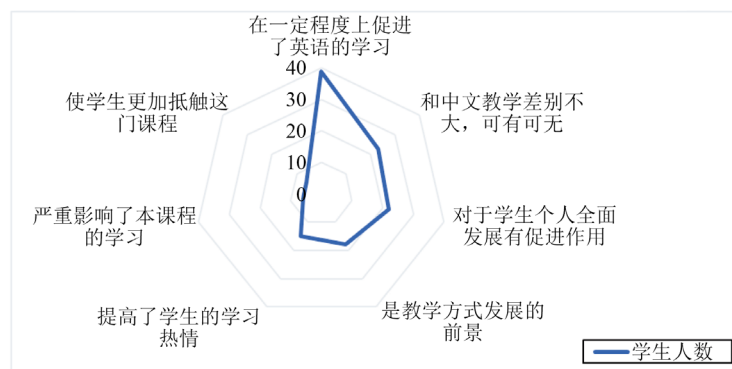 在一定程度上促进
了英语的学习
40
30
20
10
0
和中文教学差别不
大，可有可无
对于学生个人全面
发展有促进作用
是教学方式发展的
前景
提高了学生的学习
热情
严重影响了本课程
的学习
使学生更加抵触这
门课程
学生人数